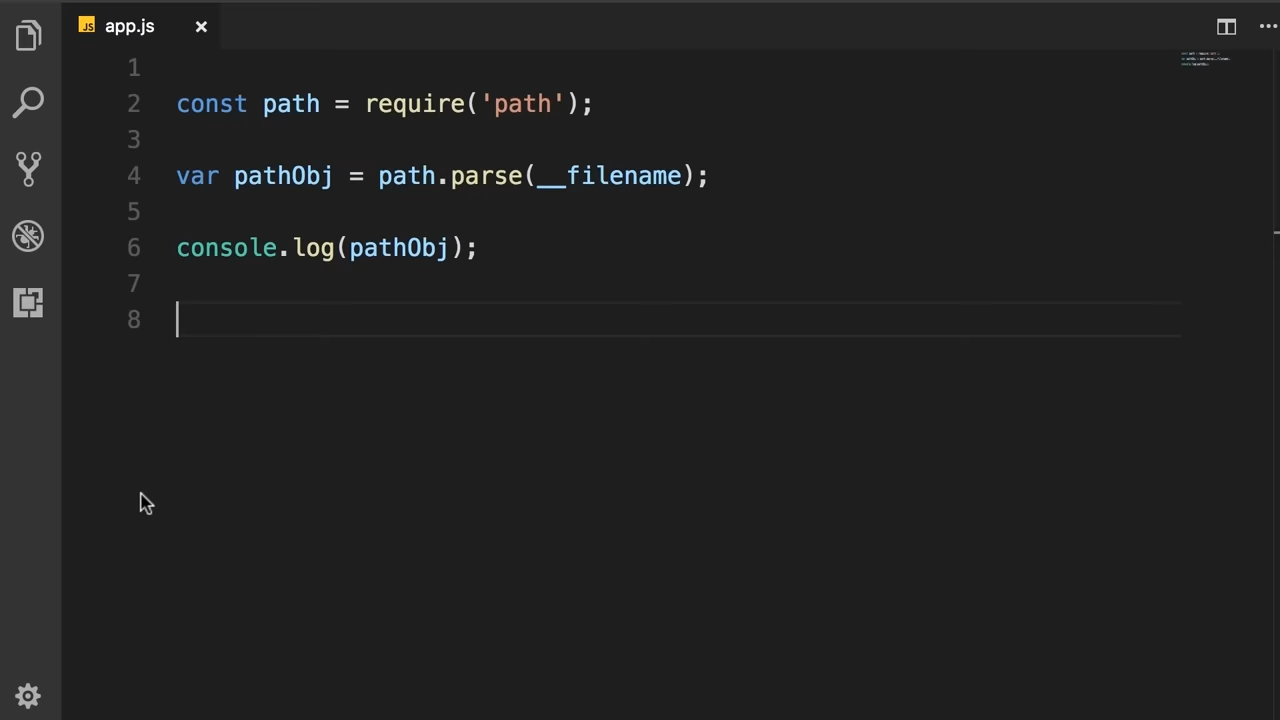 JS app.js
1
2 const path = require('path');
3
4 var pathObj = path.parse(__filename);
5
6 console.log(pathObj);
7
8